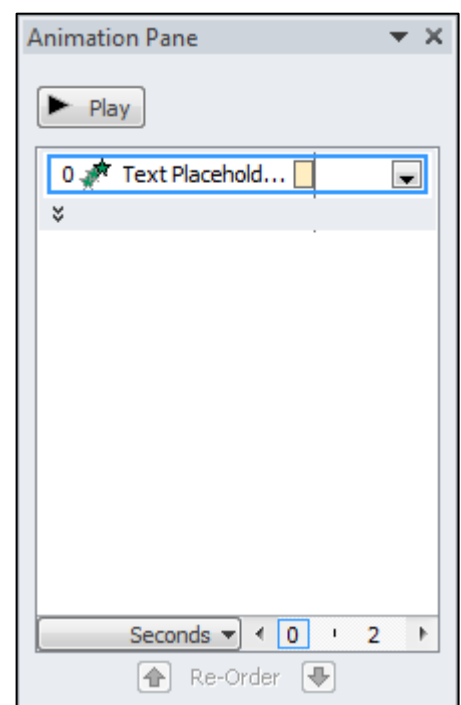 Animation Pane
Play
0 Text Placehold...
Seconds 0 2
Re-Order